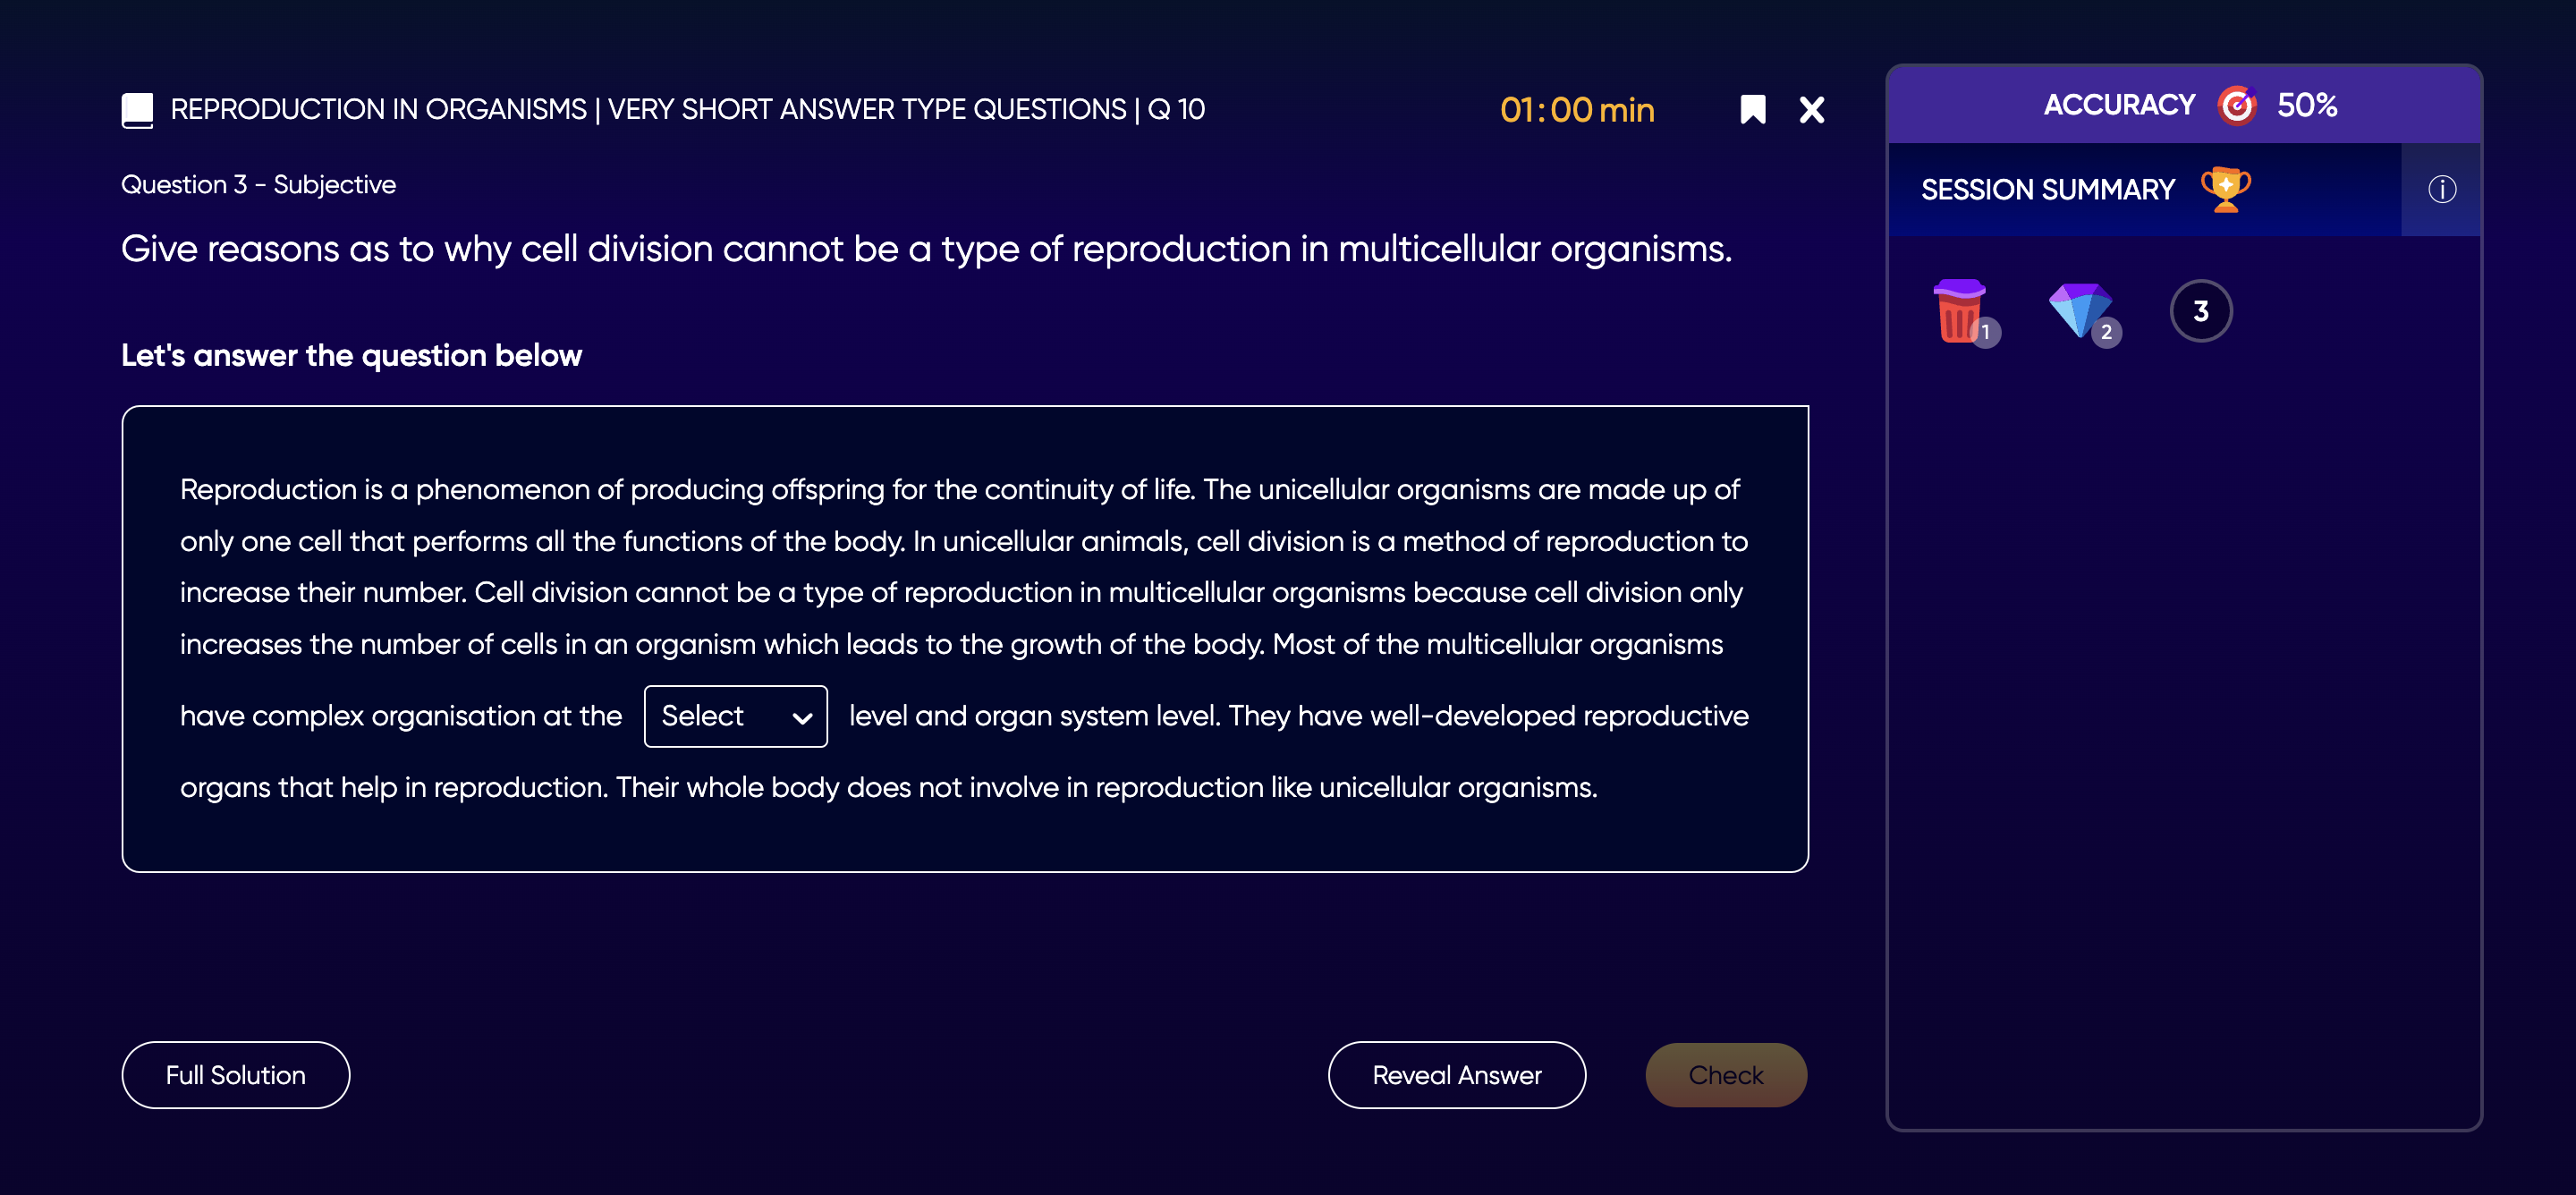 REPRODUCTION IN ORGANISMS | VERY SHORT ANSWER TYPE QUESTIONS | Q 10
01:00 min
Question 3 - Subjective
Give reasons as to why cell division cannot be a type of reproduction in multicellular organisms.
Let's answer the question below
Reproduction is a phenomenon of producing offspring for the continuity of life. The unicellular organisms are made up of
only one cell that performs all the functions of the body. In unicellular animals, cell division is a method of reproduction to
increase their number. Cell division cannot be a type of reproduction in multicellular organisms because cell division only
increases the number of cells in an organism which leads to the growth of the body. Most of the multicellular organisms
have complex organisation at the Select level and organ system level. They have well-developed reproductive
organs that help in reproduction. Their whole body does not involve in reproduction like unicellular organisms.
Full Solution
Reveal Answer
Check
ACCURACY 50%
SESSION SUMMARY
1 2 3